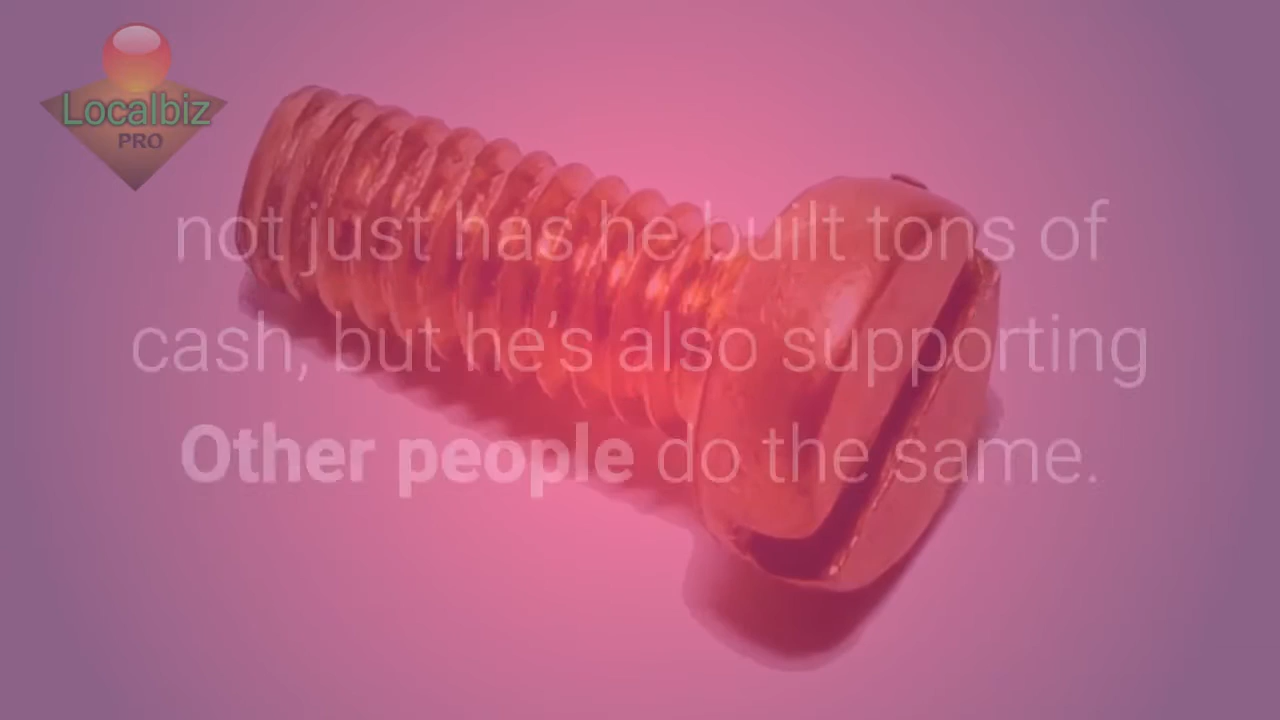 Localbiz
PRO
not just has he built tons of
cash, but he's also supporting
Other people do the same.